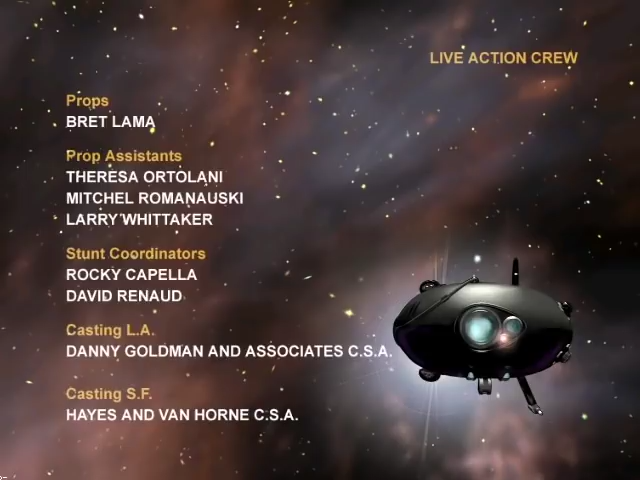 LIVE ACTION CREW
Props
BRET LAMA
Prop Assistants
THERESA ORTOLANI
MITCHEL ROMANAUSKI
LARRY WHITTAKER
Stunt Coordinators
ROCKY CAPELLA
DAVID RENAUD
Casting L.A.
DANNY GOLDMAN AND ASSOCIATES C.S.A.
Casting S.F.
HAYES AND VAN HORNE C.S.A.